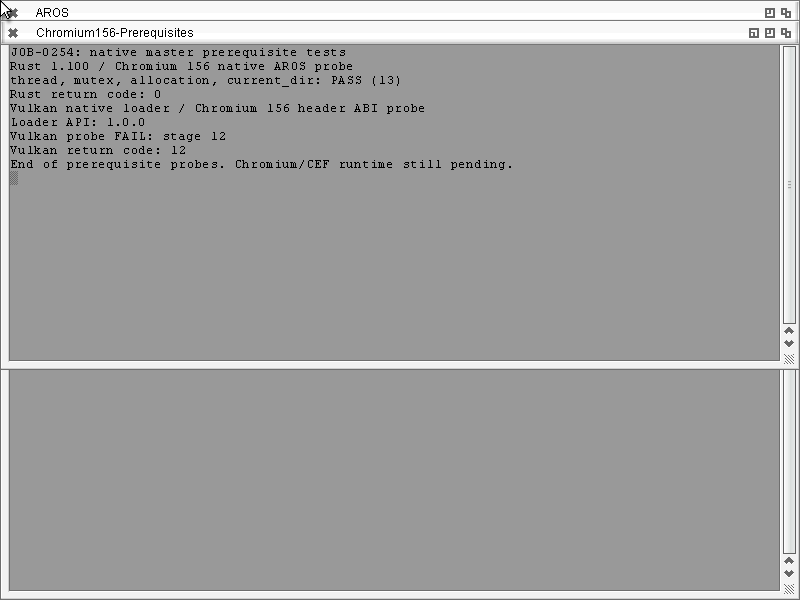 AROS
Chromium156-Prerequisites
JOB-0254: native master prerequisite tests
Rust 1.100 / Chromium 156 native AROS probe
thread, mutex, allocation, current_dir: PASS (13)
Rust return code: 0
Vulkan native loader / Chromium 156 header ABI probe
Loader API: 1.0.0
Vulkan probe FAIL: stage 12
Vulkan return code: 12
End of prerequisite probes. Chromium/CEF runtime still pending.